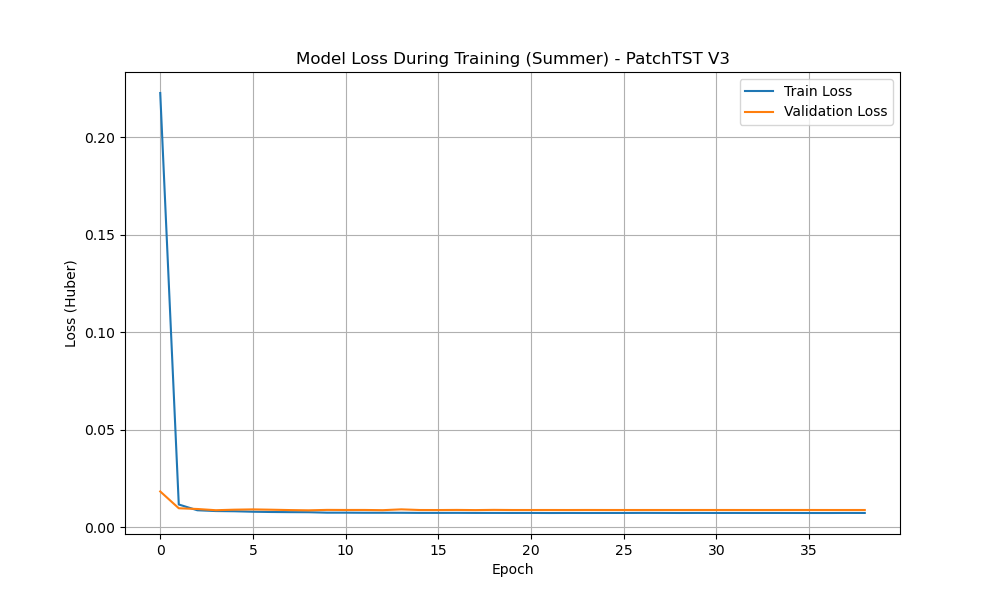 Model Loss During Training (Summer) - PatchTST V3
Train Loss
Validation Loss
Loss (Huber)
0.20
0.15
0.10
0.05
0.00
0 5 10 15 20 25 30 35
Epoch